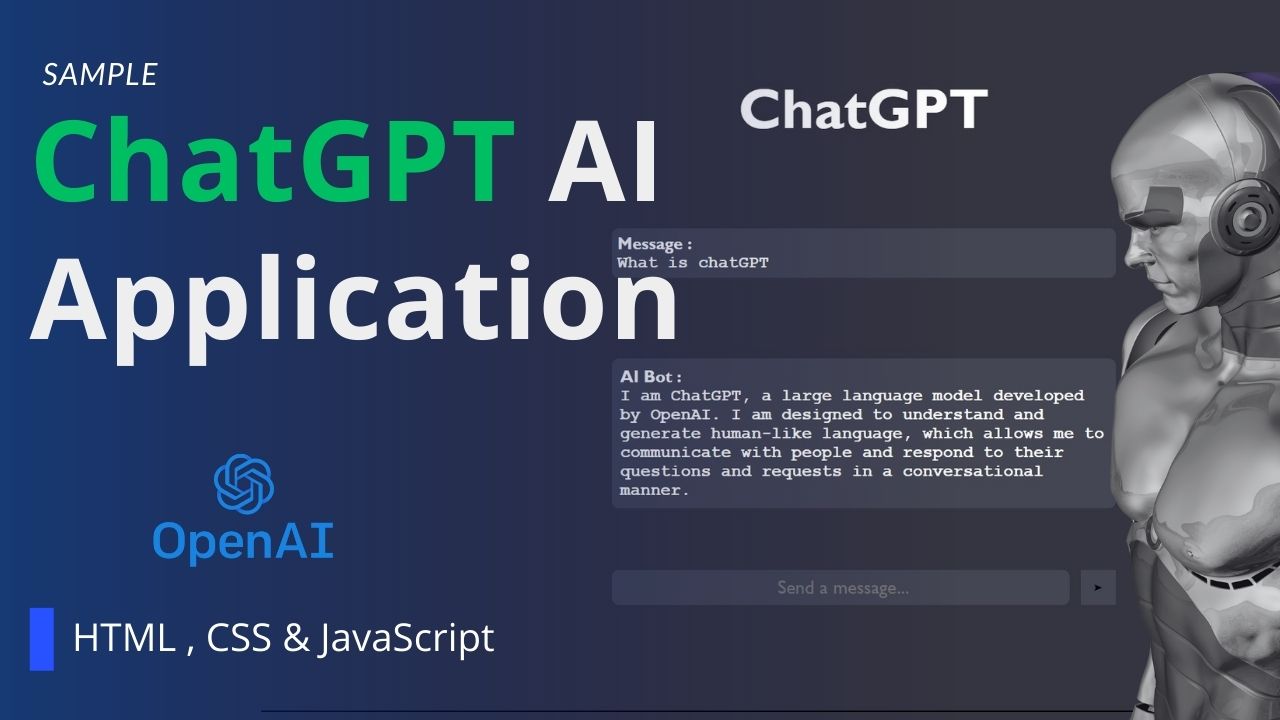 SAMPLE
ChatGPT AI
Application
OpenAI
HTML , CSS & JavaScript
ChatGPT
Message :
What is chatGPT
AI Bot :
I am ChatGPT, a large language model developed
by OpenAI. I am designed to understand and
generate human-like language, which allows me to
communicate with people and respond to their
questions and requests in a conversational
manner.
Send a message...